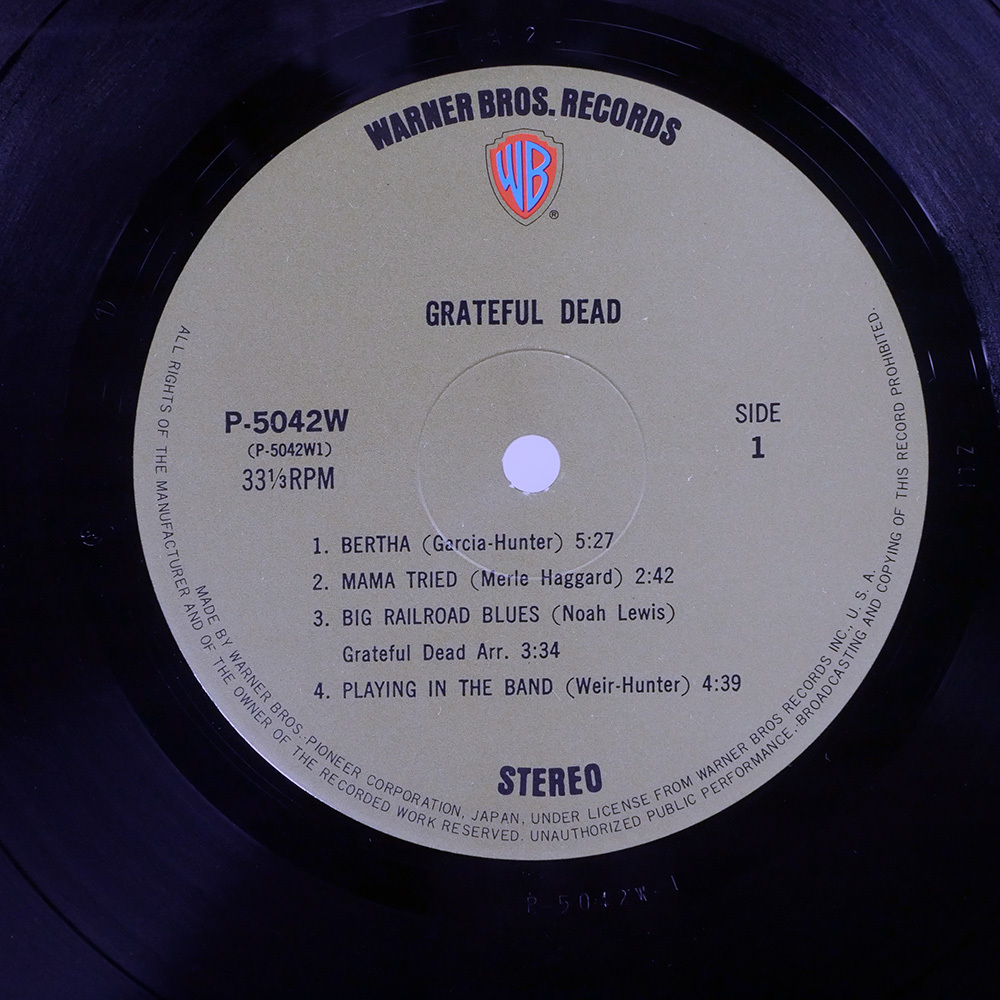 WARNER BROS. RECORDS
WB
®
GRATEFUL DEAD
P-5042W
(P-5042W1)
33⅓RPM
SIDE
1
1. BERTHA (Garcia-Hunter) 5:27
2. MAMA TRIED (Merle Haggard) 2:42
3. BIG RAILROAD BLUES (Noah Lewis)
Grateful Dead Arr. 3:34
4. PLAYING IN THE BAND (Weir-Hunter) 4:39
STEREO
MADE BY WARNER BROS.-PIONEER CORPORATION, JAPAN, UNDER LICENSE FROM WARNER BROS RECORDS INC., U. S. A.
ALL RIGHTS OF THE MANUFACTURER AND OF THE OWNER OF THE RECORDED WORK RESERVED. UNAUTHORIZED PUBLIC PERFORMANCE. BROADCASTING AND COPYING OF THIS RECORD PROHIBITED.
P-5042W-1